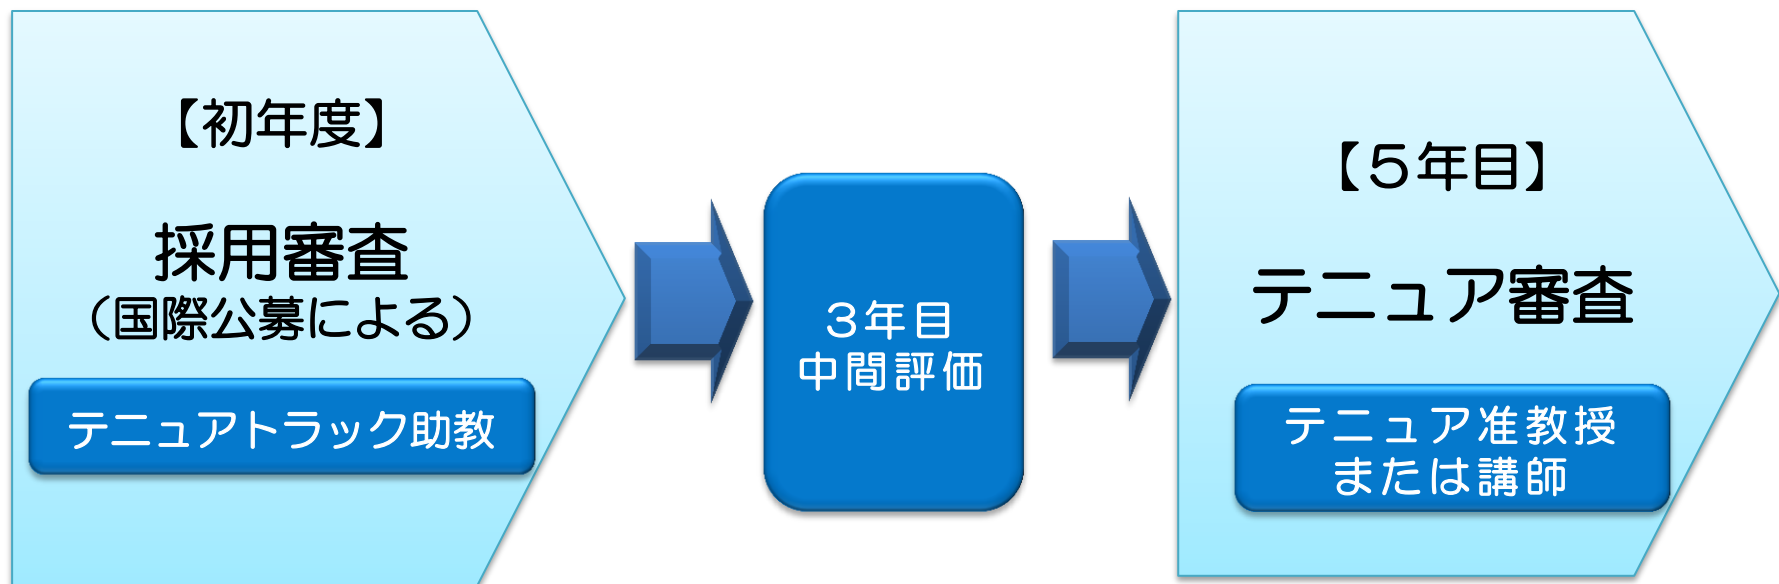 【初年度】
採用審査
（国際公募による）
テニュアトラック助教
３年目
中間評価
【５年目】
テニュア審査
テニュア准教授
または講師